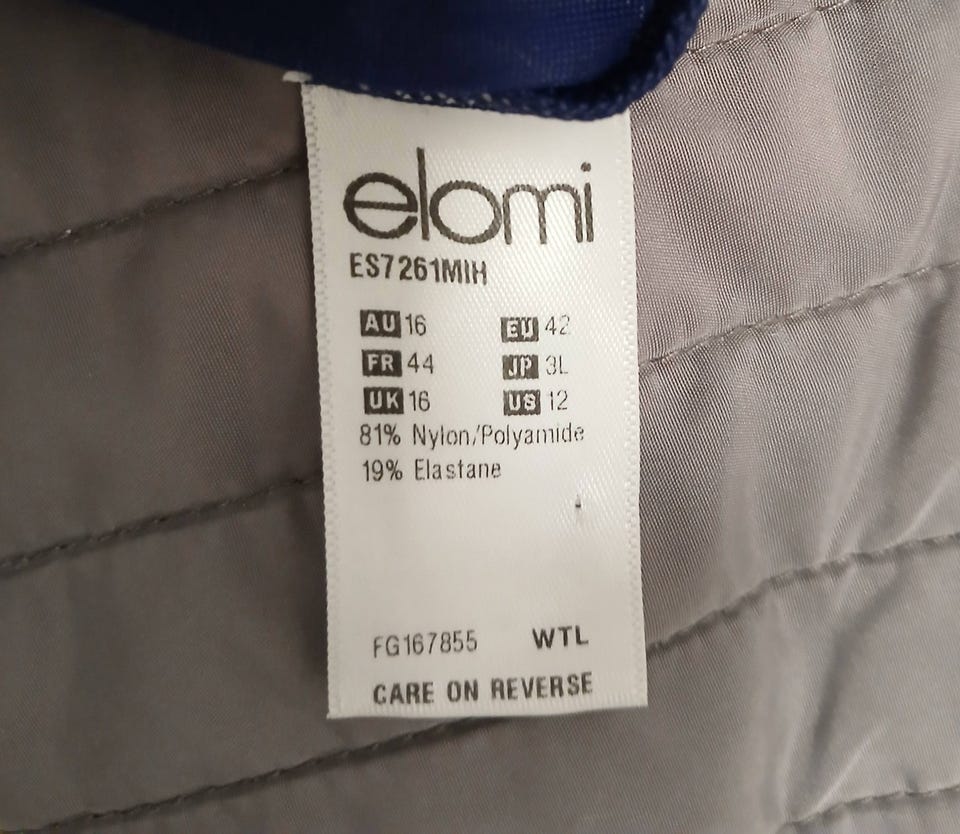 elomi
ES7261MIH
AU 16 EU 42
FR 44 JP 3L
UK 16 US 12
81% Nylon/Polyamide
19% Elastane
FG167855 WTL
CARE ON REVERSE